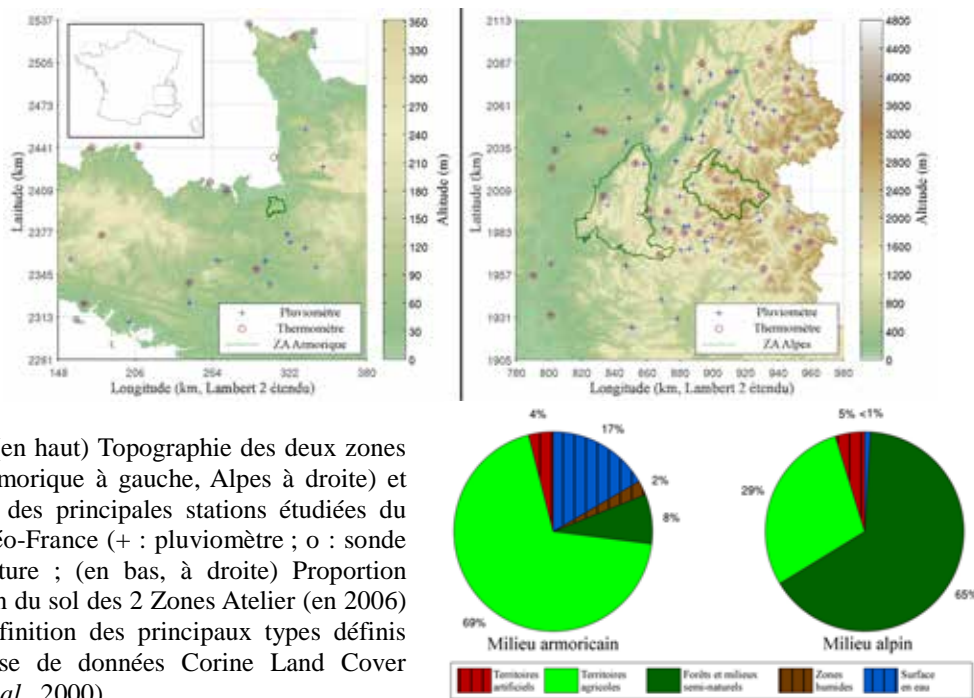 2537
2505
2473
2441
2409
2377
2345
2313
2281
Latitude (km)
148
206
264
322
380
Longitude (km, Lambert 2 étendu)
360
330
300
270
240
210
180
150
120
90
60
30
0
Altitude (m)
Pluviomètre
Thermomètre
ZA Armorique
2113
2087
2061
2035
2009
1983
1957
1931
1905
Latitude (km)
780
800
820
840
860
880
900
920
940
960
980
Longitude (km, Lambert 2 étendu)
4800
4400
4000
3600
3200
2800
2400
2000
1600
1200
800
400
0
Altitude (m)
Pluviomètre
Thermomètre
ZA Alpes
en haut) Topographie des deux zones
morique à gauche, Alpes à droite) et
des principales stations étudiées du
éo-France (+ : pluviomètre ; o : sonde
ture ; (en bas, à droite) Proportion
n du sol des 2 Zones Atelier (en 2006)
finition des principaux types définis
se de données Corine Land Cover
al., 2000)
4%
17%
2%
8%
69%
Milieu armoricain
5%
<1%
29%
65%
Milieu alpin
Territoires artificiels
Territoires agricoles
Forêts et milieux semi-naturels
Zones humides
Surface en eau